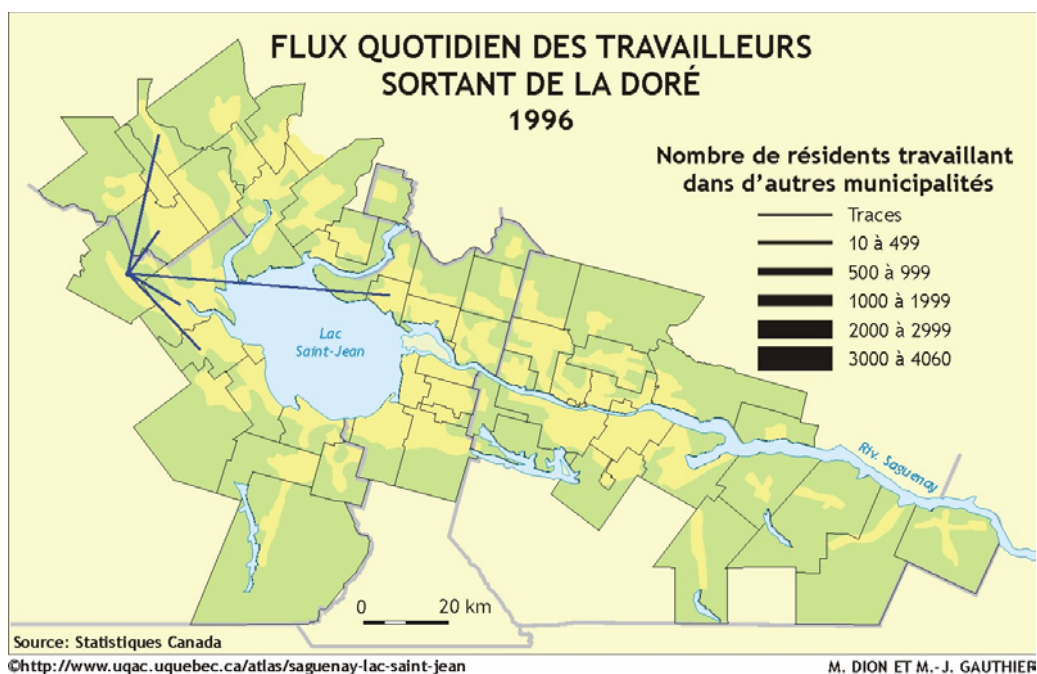 FLUX QUOTIDIEN DES TRAVAILLEURS
SORTANT DE LA DORÉ
1996
Nombre de résidents travaillant
dans d'autres municipalités
Traces
10 à 499
500 à 999
1000 à 1999
2000 à 2999
3000 à 4060
Lac
Saint-Jean
Riv. Saguenay
0 20 km
Source: Statistiques Canada
©http://www.uqac.uquebec.ca/atlas/saguenay-lac-saint-jean
M. DION ET M.-J. GAUTHIER